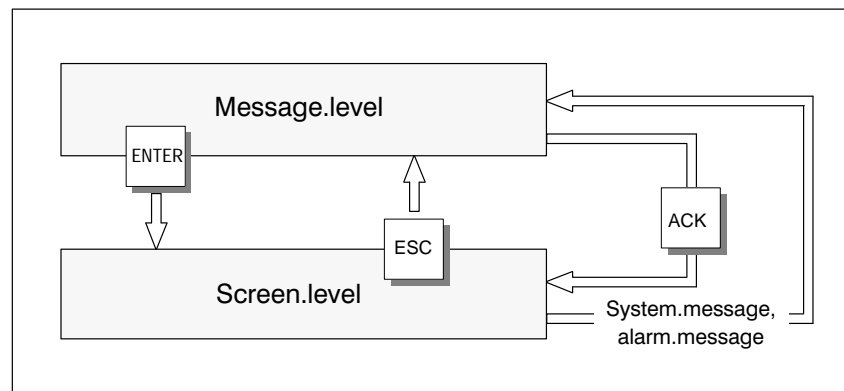 Message.level
ENTER
ACK
ESC
Screen.level
System.message,
alarm.message